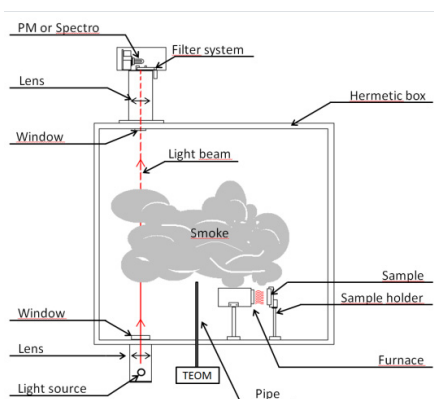 PM or Spectro
Filter system
Lens
Hermetic box
Window
Light beam
Smoke
Sample
Sample holder
Window
Lens
Furnace
Light source
TEOM
Pipe